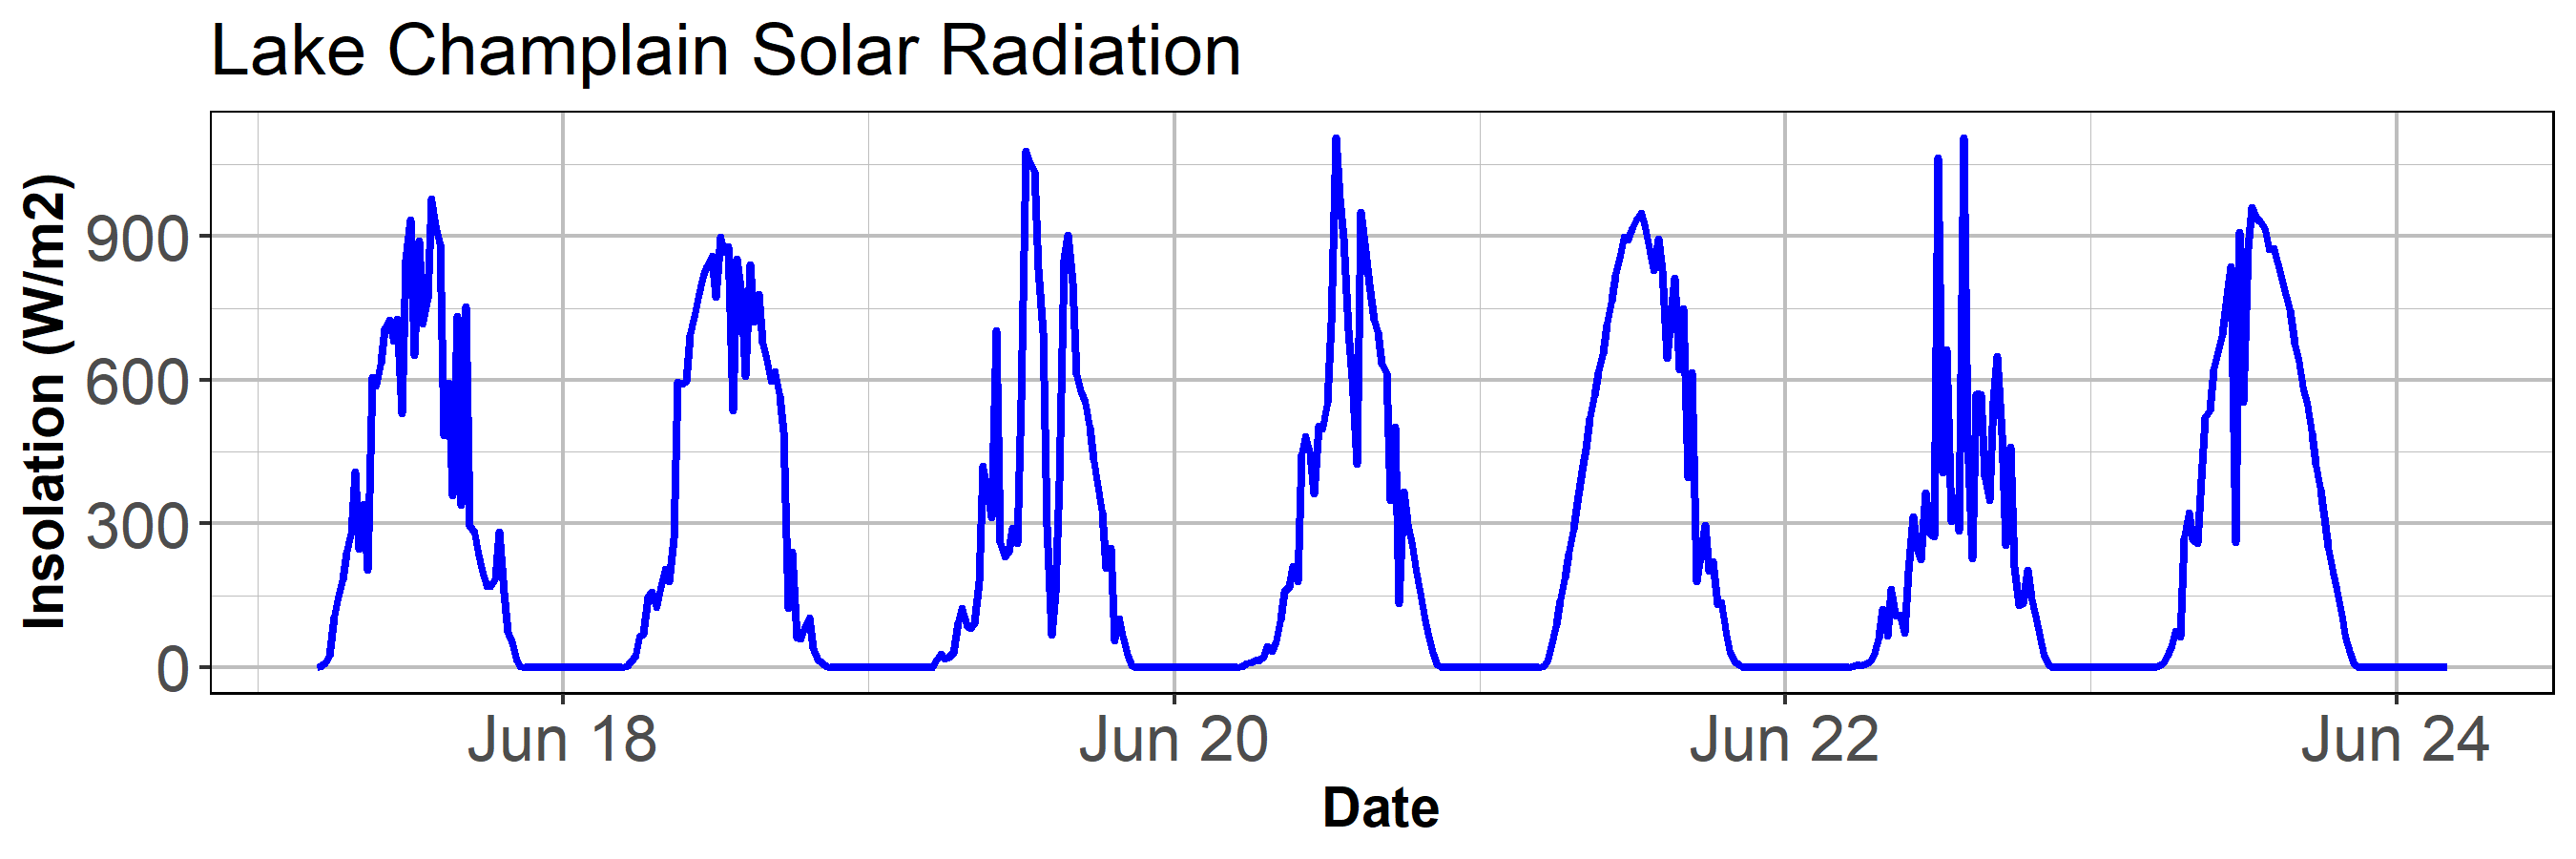 Lake Champlain Solar Radiation
Insolation (W/m2)
900
600
300
0
Jun 18
Jun 20
Jun 22
Jun 24
Date